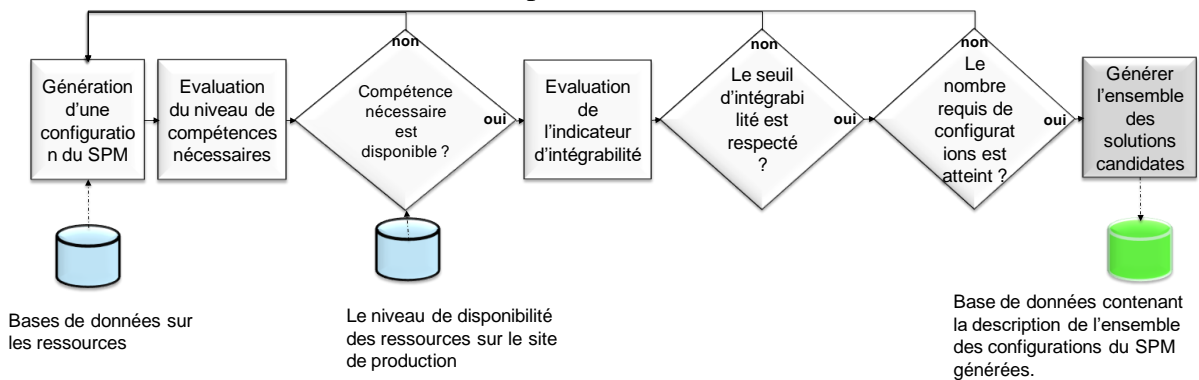 Génération
d'une
configuratio
n du SPM
Evaluation
du niveau de
compétences
nécessaires
non
Compétence
nécessaire
est
disponible ?
oui
Evaluation
de
l'indicateur
d'intégrabilité
non
Le seuil
d'intégrabi
lité est
respecté
?
oui
non
Le
nombre
requis de
configurat
ions est
atteint ?
oui
Générer
l'ensemble
des
solutions
candidates
Bases de données sur
les ressources
Le niveau de disponibilité
des ressources sur le site
de production
Base de données contenant
la description de l'ensemble
des configurations du SPM
générées.